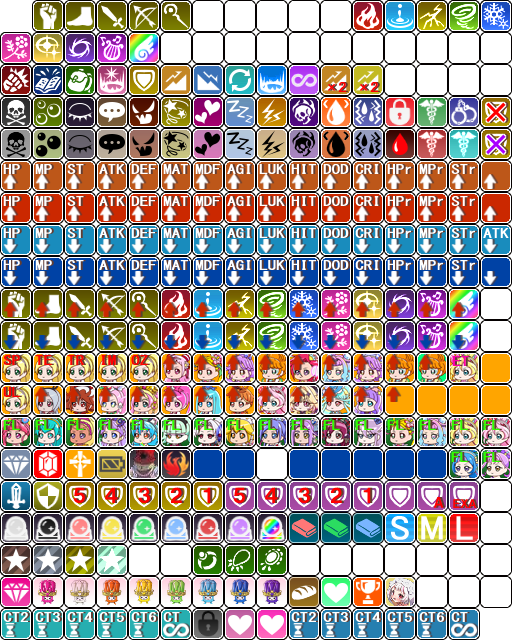 x2 x2
HP MP ST ATK DEF MAT MDF AGI LUK HIT DOD CRI HPr MPr STr
HP MP ST ATK DEF MAT MDF AGI LUK HIT DOD CRI HPr MPr STr
HP MP ST ATK DEF MAT MDF AGI LUK HIT DOD CRI HPr MPr STr ATK
HP MP ST ATK DEF MAT MDF AGI LUK HIT DOD CRI HPr MPr STr
5 4 3 2 1 5 4 3 2 1 A EXA
S M L
CT2 CT3 CT4 CT5 CT6 CT CT2 CT3 CT4 CT5 CT6 CT